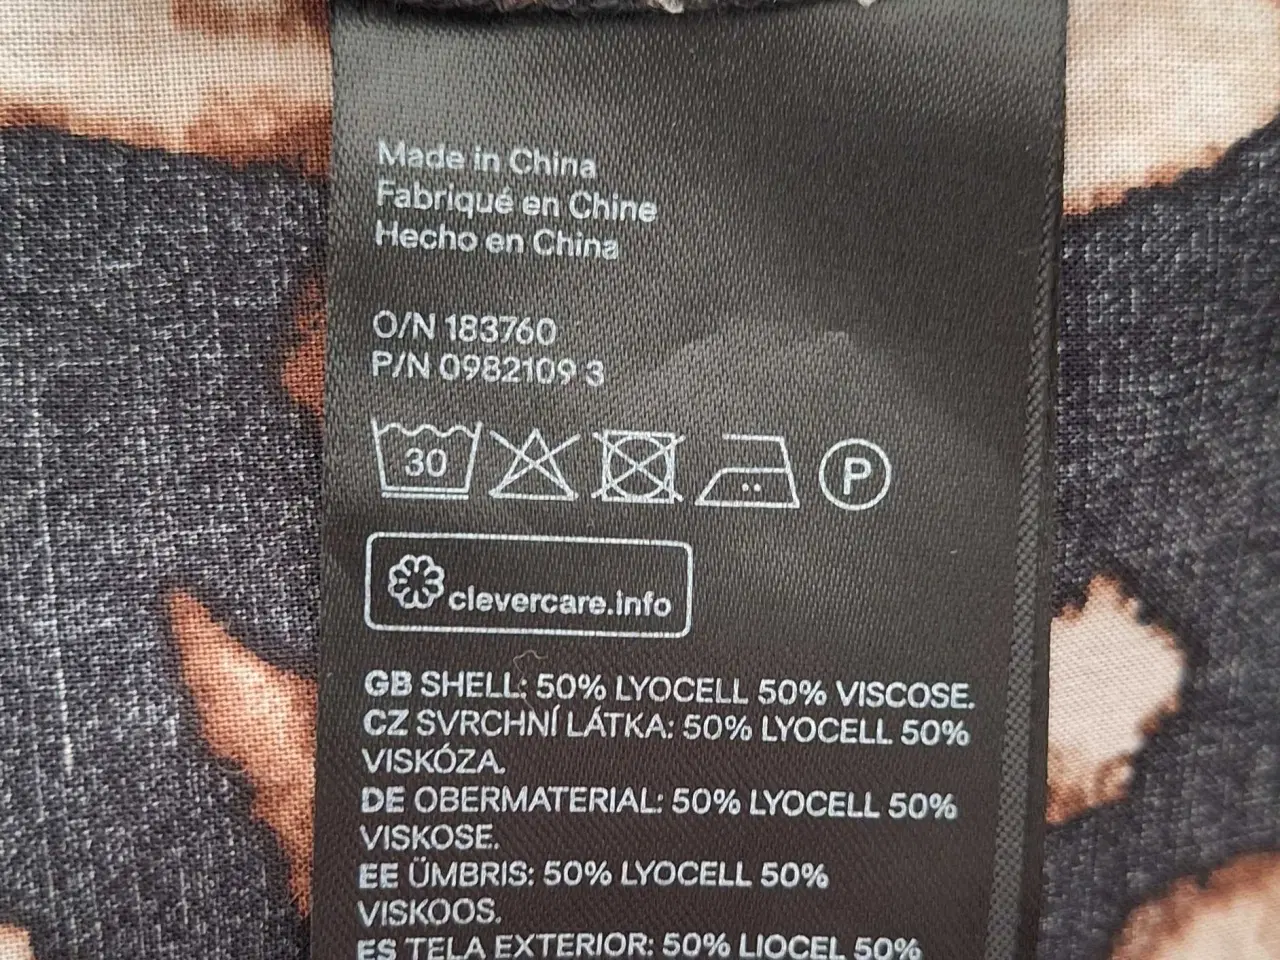 Made in China
Fabriqué en Chine
Hecho en China
O/N 183760
P/N 0982109 3
30
P
clevercare.info
GB SHELL: 50% LYOCELL 50% VISCOSE.
CZ SVRCHNÍ LÁTKA: 50% LYOCELL 50%
VISKÓZA.
DE OBERMATERIAL: 50% LYOCELL 50%
VISKOSE.
EE ÜMBRIS: 50% LYOCELL 50%
VISKOOS.
ES TELA EXTERIOR: 50% LIOCEL 50%